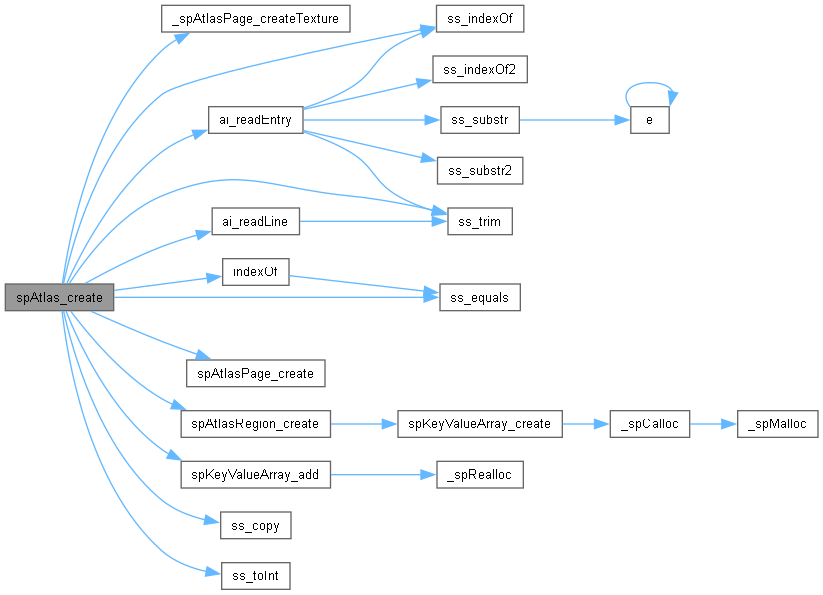 _spAtlasPage_createTexture
ss_indexOf
ss_indexOf2
ai_readEntry
ss_substr
e
ss_substr2
ai_readLine
ss_trim
indexOf
spAtlas_create
ss_equals
spAtlasPage_create
spAtlasRegion_create
spKeyValueArray_create
_spCalloc
_spMalloc
spKeyValueArray_add
_spRealloc
ss_copy
ss_toInt